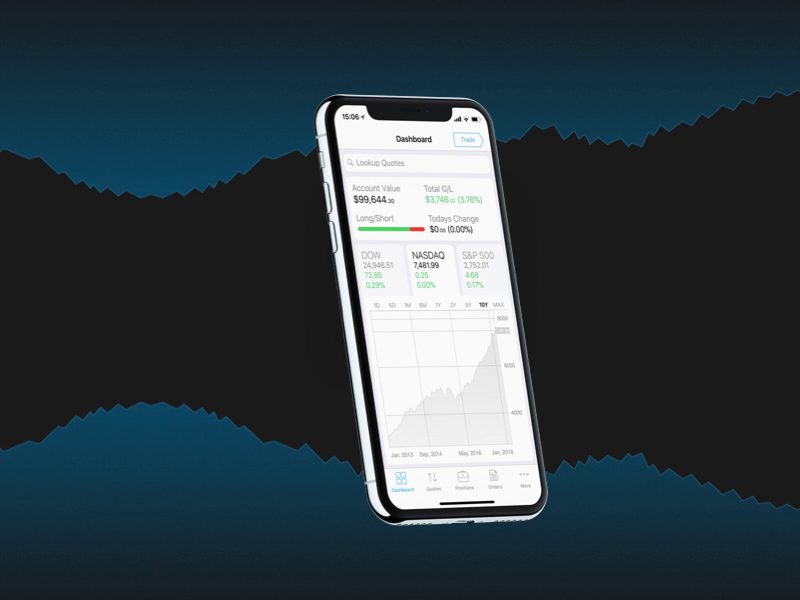 15:06
Dashboard
Trade
Lookup Quotes
Account Value
Total G/L
$99,644.30
$3,746.03 (3.76%)
Long/Short
Todays Change
$0.00 (0.00%)
DOW
NASDAQ
S&P 500
24,946.51
7,481.99
2,752.01
72.85
0.25
4.68
0.29%
0.00%
0.17%
1D 5D 1M 6M 1Y 2Y 5Y 10Y MAX
8000
6000
4000
Jan, 2013 Sep, 2014 May, 2016 Jan, 2018
Dashboard Quotes Positions Orders More